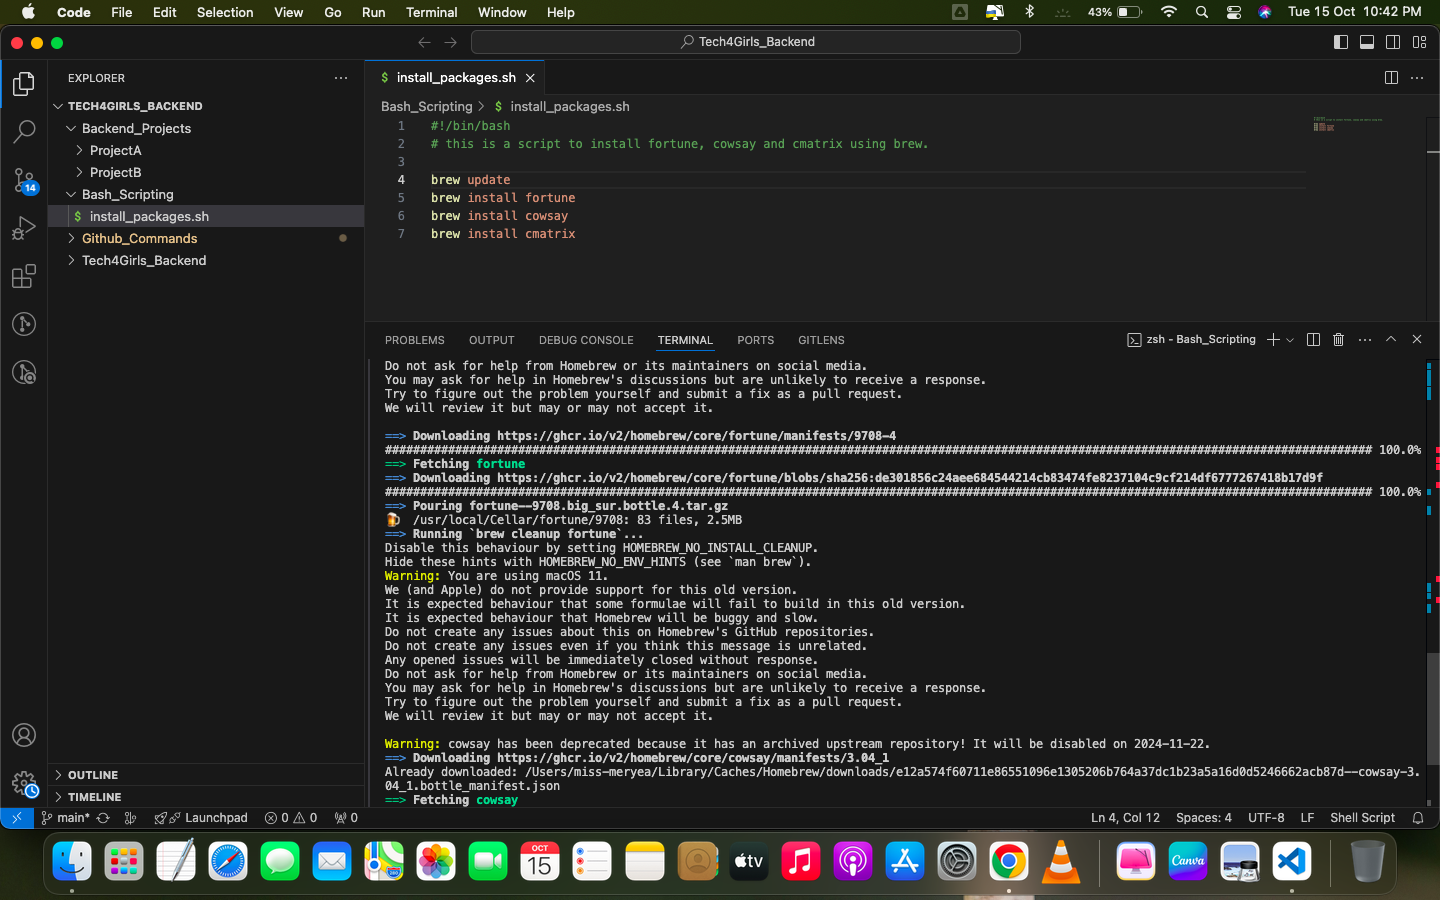 Code File Edit Selection View Go Run Terminal Window Help 43% Tue 15 Oct 10:42 PM
Tech4Girls_Backend
EXPLORER
TECH4GIRLS_BACKEND
Backend_Projects
ProjectA
ProjectB
Bash_Scripting
$ install_packages.sh
Github_Commands
Tech4Girls_Backend
OUTLINE
TIMELINE
14
$ install_packages.sh
Bash_Scripting > $ install_packages.sh
1 #!/bin/bash
2 # this is a script to install fortune, cowsay and cmatrix using brew.
3
4 brew update
5 brew install fortune
6 brew install cowsay
7 brew install cmatrix
PROBLEMS OUTPUT DEBUG CONSOLE TERMINAL PORTS GITLENS zsh - Bash_Scripting
Do not ask for help from Homebrew or its maintainers on social media.
You may ask for help in Homebrew's discussions but are unlikely to receive a response.
Try to figure out the problem yourself and submit a fix as a pull request.
We will review it but may or may not accept it.
==> Downloading https://ghcr.io/v2/homebrew/core/fortune/manifests/9708-4
######################################################################## 100.0%
==> Fetching fortune
==> Downloading https://ghcr.io/v2/homebrew/core/fortune/blobs/sha256:de301856c24aee684544214cb83474fe8237104c9cf214df6777267418b17d9f
######################################################################## 100.0%
==> Pouring fortune--9708.big_sur.bottle.4.tar.gz
🍺 /usr/local/Cellar/fortune/9708: 83 files, 2.5MB
==> Running `brew cleanup fortune`...
Disable this behaviour by setting HOMEBREW_NO_INSTALL_CLEANUP.
Hide these hints with HOMEBREW_NO_ENV_HINTS (see `man brew`).
Warning: You are using macOS 11.
We (and Apple) do not provide support for this old version.
It is expected behaviour that some formulae will fail to build in this old version.
It is expected behaviour that Homebrew will be buggy and slow.
Do not create any issues about this on Homebrew's GitHub repositories.
Do not create any issues even if you think this message is unrelated.
Any opened issues will be immediately closed without response.
Do not ask for help from Homebrew or its maintainers on social media.
You may ask for help in Homebrew's discussions but are unlikely to receive a response.
Try to figure out the problem yourself and submit a fix as a pull request.
We will review it but may or may not accept it.
Warning: cowsay has been deprecated because it has an archived upstream repository! It will be disabled on 2024-11-22.
==> Downloading https://ghcr.io/v2/homebrew/core/cowsay/manifests/3.04_1
Already downloaded: /Users/miss-meryea/Library/Caches/Homebrew/downloads/e12a574f60711e86551096e1305206b764a37dc1b23a5a16d0d5246662acb87d--cowsay-3.
04_1.bottle_manifest.json
==> Fetching cowsay
main* Launchpad 0 0 0 Ln 4, Col 12 Spaces: 4 UTF-8 LF Shell Script
OCT
15
tv
Canva